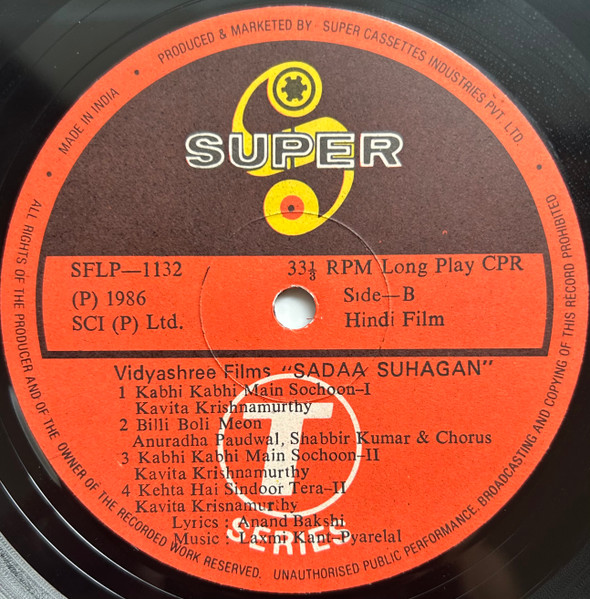 MADE IN INDIA • PRODUCED & MARKETED BY - SUPER CASSETTES INDUSTRIES PVT. LTD. •
SUPER
SFLP—1132
33⅓ RPM Long Play CPR
(P) 1986
Side—B
SCI (P) Ltd.
Hindi Film
Vidyashree Films "SADAA SUHAGAN"
1 Kabhi Kabhi Main Sochoon-I
Kavita Krishnamurthy
2 Billi Boli Meon
Anuradha Paudwal, Shabbir Kumar & Chorus
3 Kabhi Kabhi Main Sochoon-II
Kavita Krishnamurthy
4 Kehta Hai Sindoor Tera-II
Kavita Krisnamurthy
Lyrics : Anand Bakshi
Music : Laxmi Kant-Pyarelal
T
SERIES
ALL RIGHTS OF THE PRODUCER AND OF THE OWNER OF THE RECORDED WORK RESERVED. UNAUTHORISED PUBLIC PERFORMANCE, BROADCASTING AND COPYING OF THIS RECORD PROHIBITED